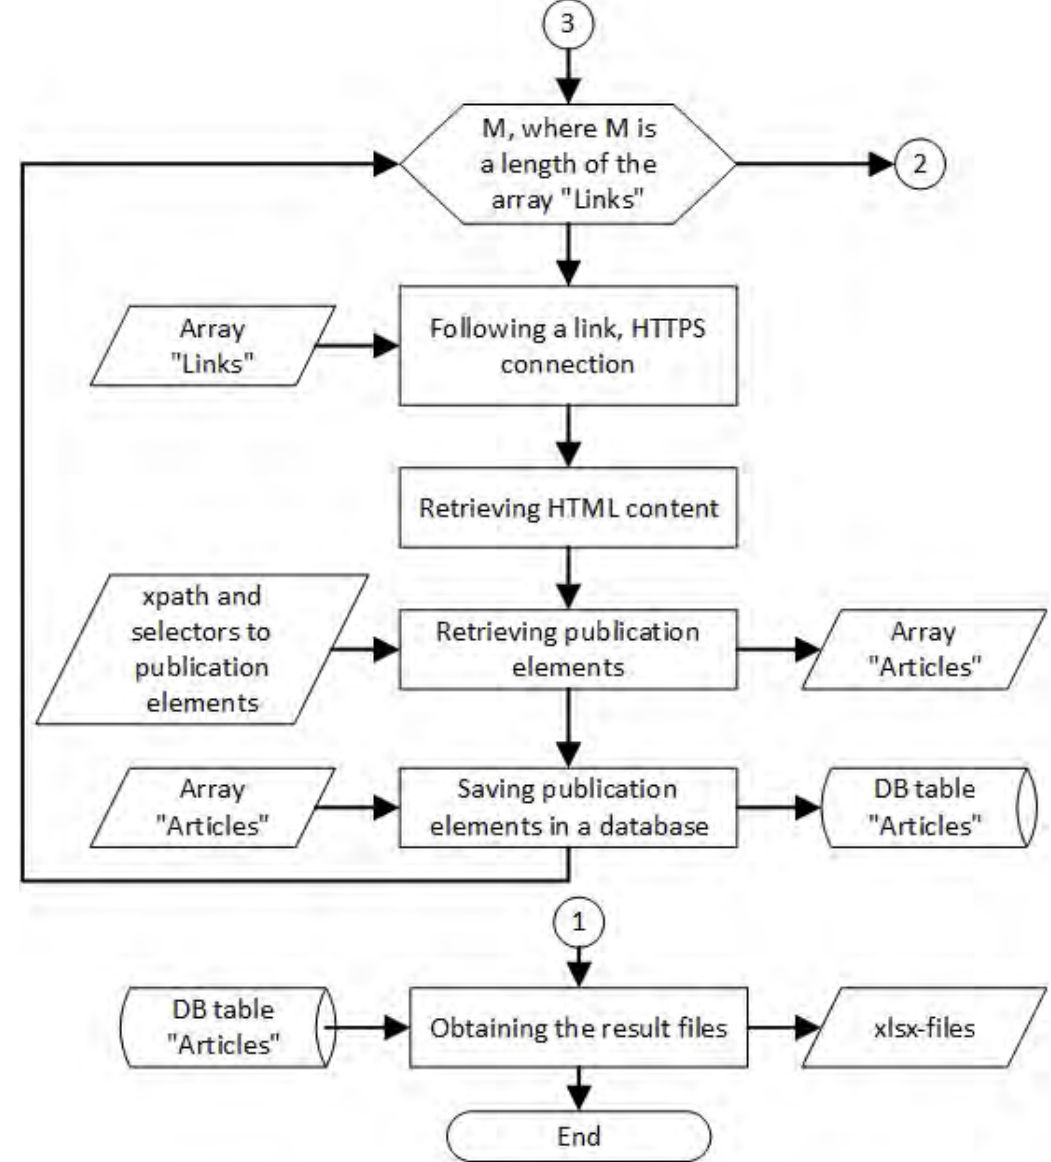 3
M, where M is
a length of the
array "Links"
2
Array
"Links"
Following a link, HTTPS
connection
Retrieving HTML content
xpath and
selectors to
publication
elements
Retrieving publication
elements
Array
"Articles"
Array
"Articles"
Saving publication
elements in a database
DB table
"Articles"
1
DB table
"Articles"
Obtaining the result files
xlsx-files
End